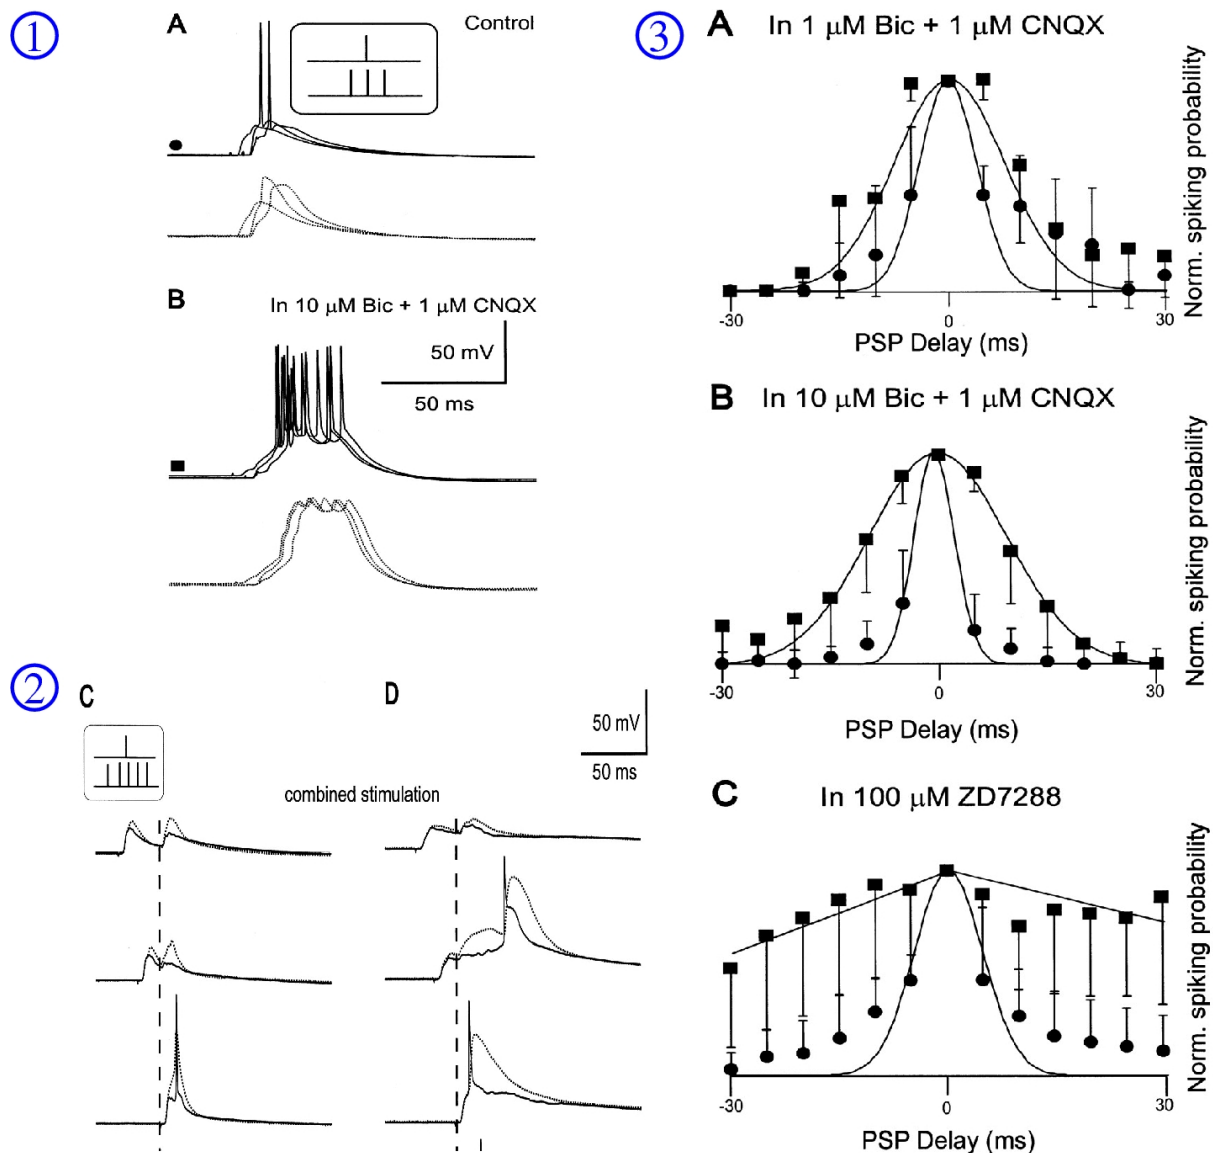 1
A
Control
B
In 10 μM Bic + 1 μM CNQX
50 mV
50 ms
2
C
D
50 mV
50 ms
combined stimulation
3
A
In 1 μM Bic + 1 μM CNQX
Norm. spiking probability
-30
0
30
PSP Delay (ms)
B
In 10 μM Bic + 1 μM CNQX
Norm. spiking probability
-30
0
30
PSP Delay (ms)
C
In 100 μM ZD7288
Norm. spiking probability
-30
0
30
PSP Delay (ms)